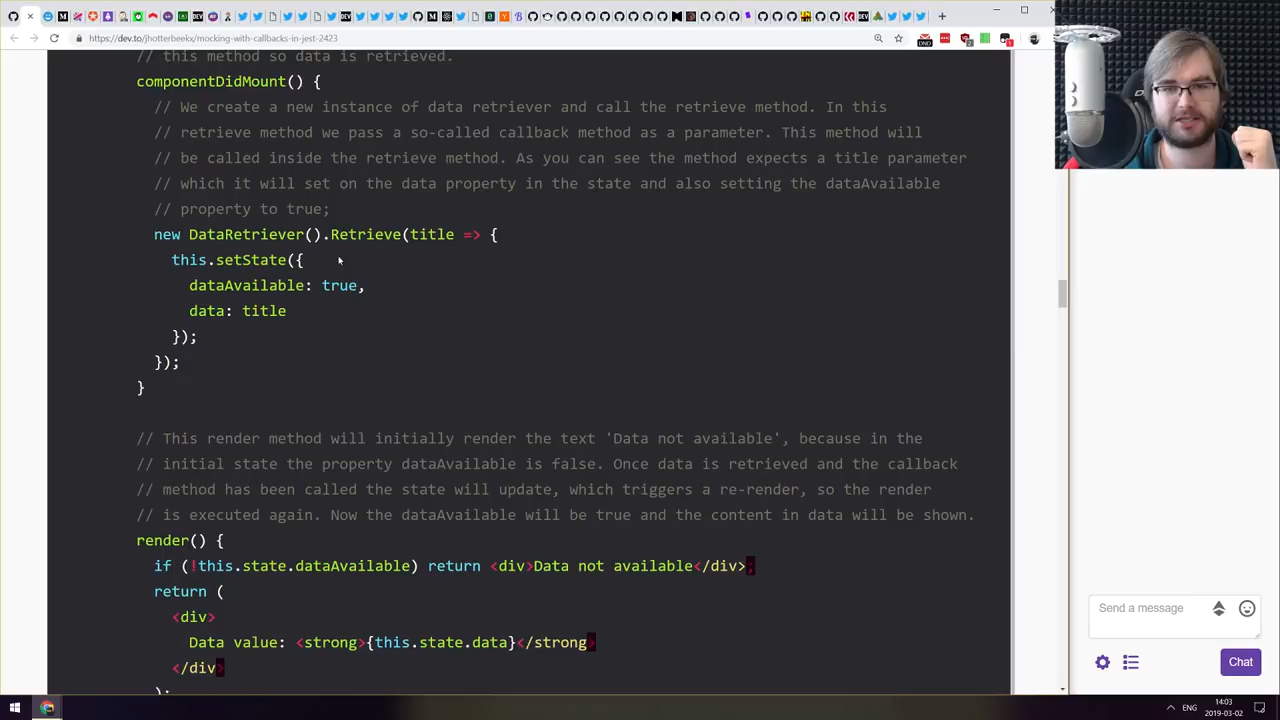 https://dev.to/jhotterbeekx/mocking-with-callbacks-in-jest-2423
DND
// this method so data is retrieved.
componentDidMount() {
// We create a new instance of data retriever and call the retrieve method. In this
// retrieve method we pass a so-called callback method as a parameter. This method will
// be called inside the retrieve method. As you can see the method expects a title parameter
// which it will set on the data property in the state and also setting the dataAvailable
// property to true;
new DataRetriever().Retrieve(title => {
this.setState({
dataAvailable: true,
data: title
});
});
}
// This render method will initially render the text 'Data not available', because in the
// initial state the property dataAvailable is false. Once data is retrieved and the callback
// method has been called the state will update, which triggers a re-render, so the render
// is executed again. Now the dataAvailable will be true and the content in data will be shown.
render() {
if (!this.state.dataAvailable) return <div>Data not available</div>;
return (
<div>
Data value: <strong>{this.state.data}</strong>
</div>
);
Send a message
Chat
ENG
14:03
2019-03-02